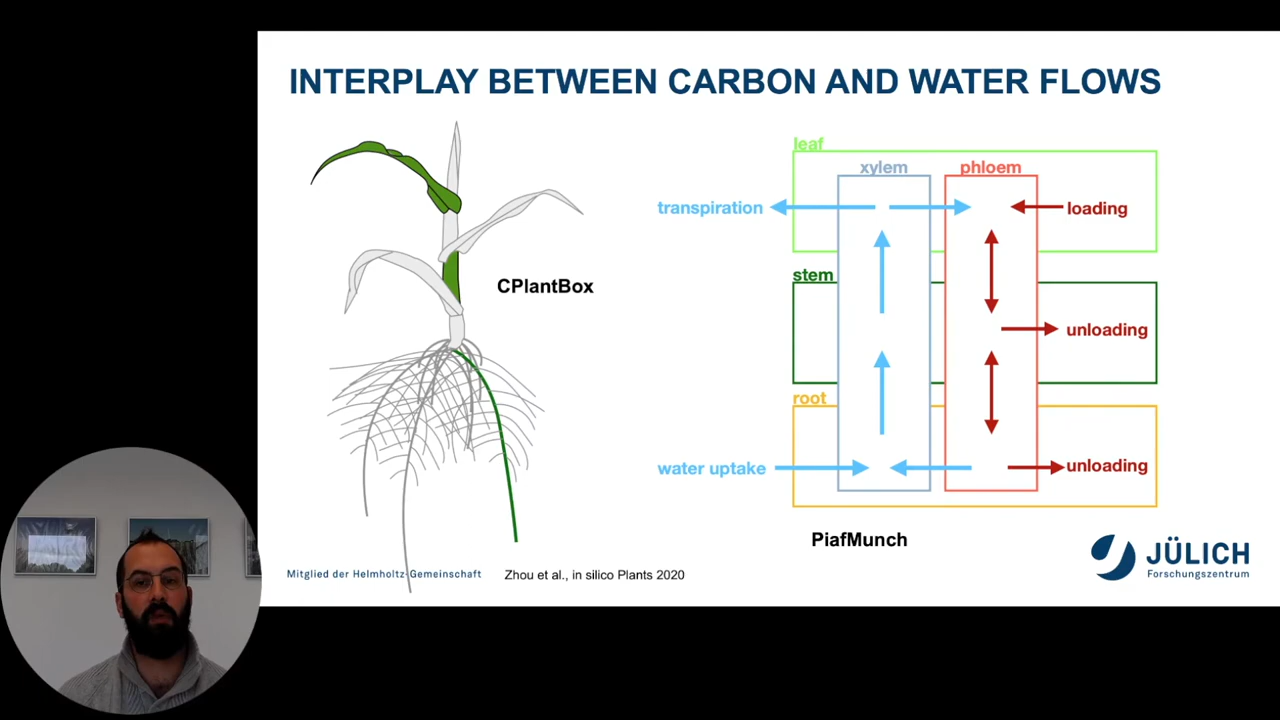 INTERPLAY BETWEEN CARBON AND WATER FLOWS
leaf
xylem
phloem
transpiration
loading
stem
CPlantBox
unloading
root
water uptake
unloading
PiafMunch
JÜLICH
Forschungszentrum
Mitglied der Helmholtz-Gemeinschaft
Zhou et al., in silico Plants 2020